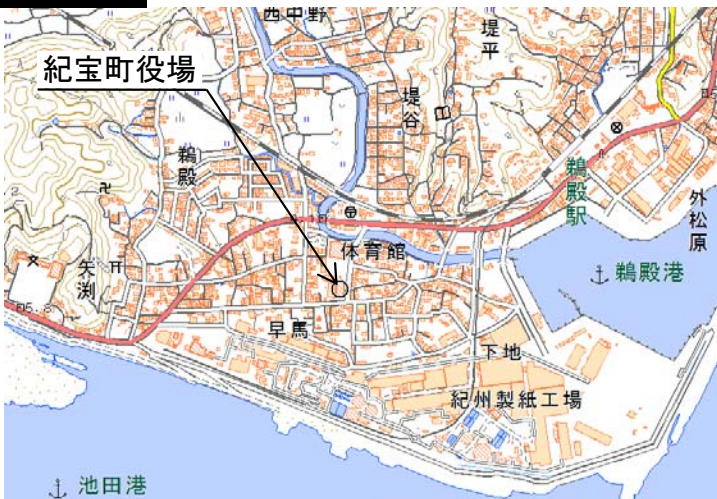 西中野
堤平
紀宝町役場
堤谷
鵜殿
鵜殿駅
外松原
体育館
矢渕
鵜殿港
早馬
下地
紀州製紙工場
池田港